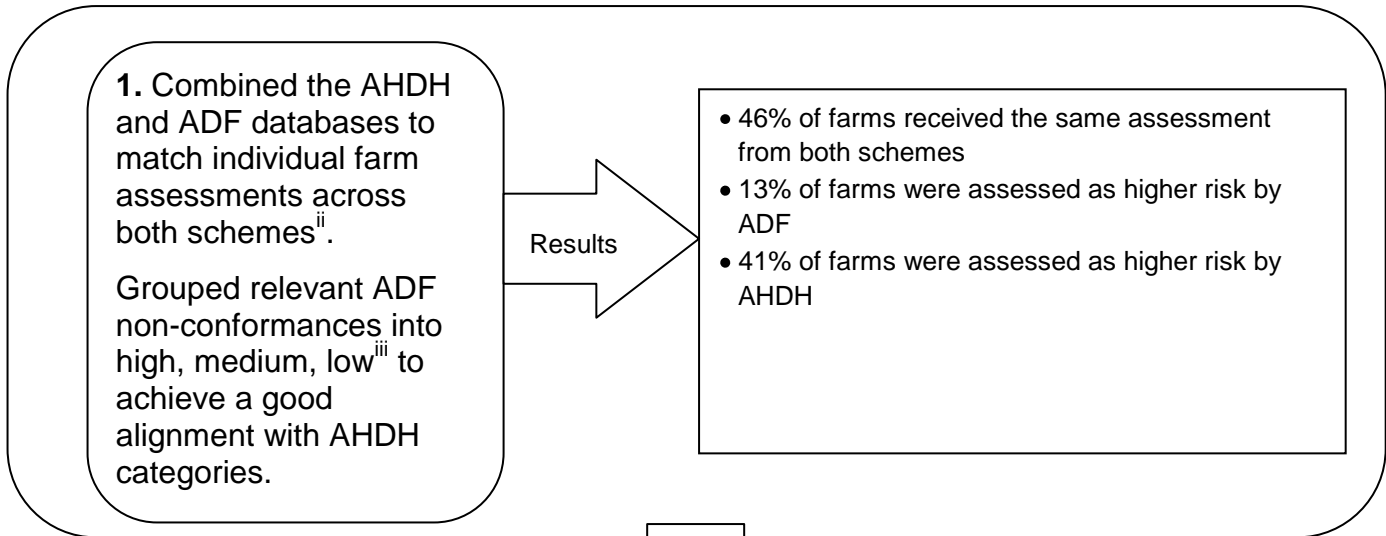 1. Combined the AHDH
and ADF databases to
match individual farm
assessments across
both schemesii.
Grouped relevant ADF
non-conformances into
high, medium, lowiii to
achieve a good
alignment with AHDH
categories.
Results
• 46% of farms received the same assessment
from both schemes
• 13% of farms were assessed as higher risk by
ADF
• 41% of farms were assessed as higher risk by
AHDH